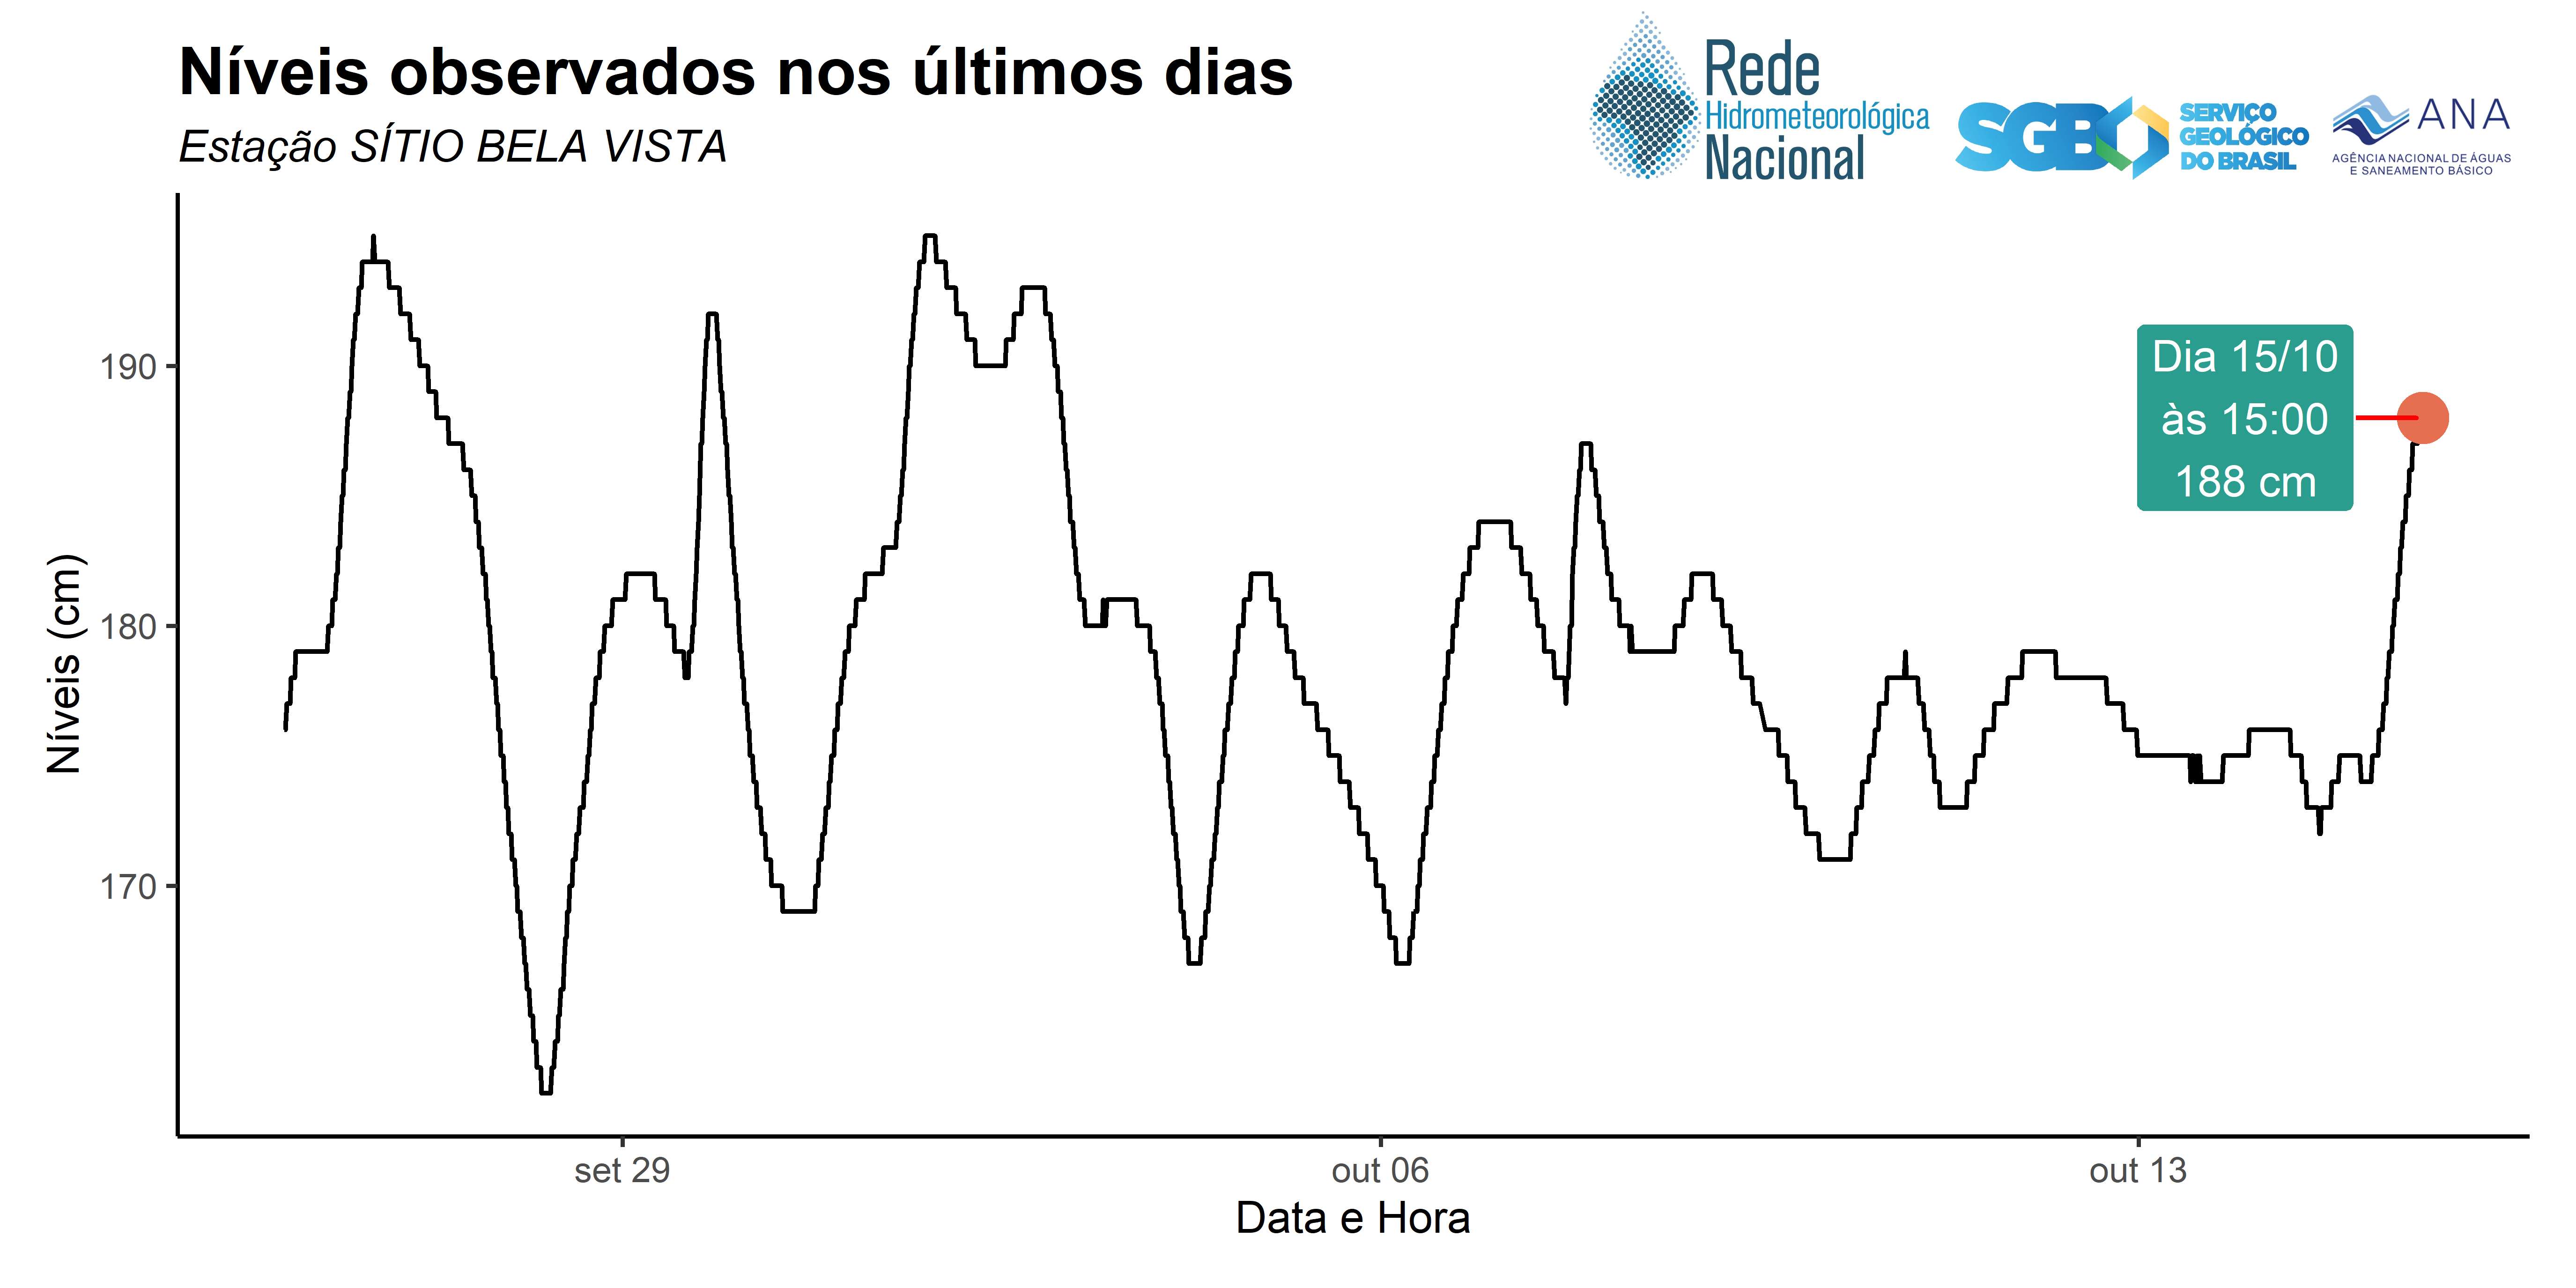 Níveis observados nos últimos dias
Estação SÍTIO BELA VISTA
Rede
Hidrometeorológica
Nacional
SGB
SERVIÇO
GEOLÓGICO
DO BRASIL
ANA
AGÊNCIA NACIONAL DE ÁGUAS
E SANEAMENTO BÁSICO
Níveis (cm)
190
180
170
Dia 15/10
às 15:00
188 cm
set 29
out 06
out 13
Data e Hora